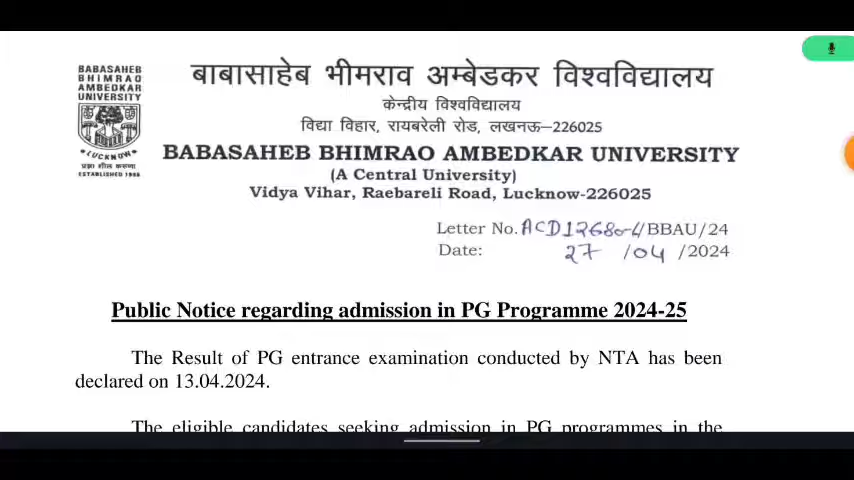 BABASAHEB
BHIMRAO
AMBEDKAR
UNIVERSITY
LUCKNOW
प्रज्ञा शील करुणा
ESTABLISHED 1996
बाबासाहेब भीमराव अम्बेडकर विश्वविद्यालय
केन्द्रीय विश्वविद्यालय
विद्या विहार, रायबरेली रोड, लखनऊ–226025
BABASAHEB BHIMRAO AMBEDKAR UNIVERSITY
(A Central University)
Vidya Vihar, Raebareli Road, Lucknow-226025
Letter No. /BBAU/24
Date: 27 /04 /2024
Public Notice regarding admission in PG Programme 2024-25
The Result of PG entrance examination conducted by NTA has been
declared on 13.04.2024.
The eligible candidates seeking admission in PG programmes in the